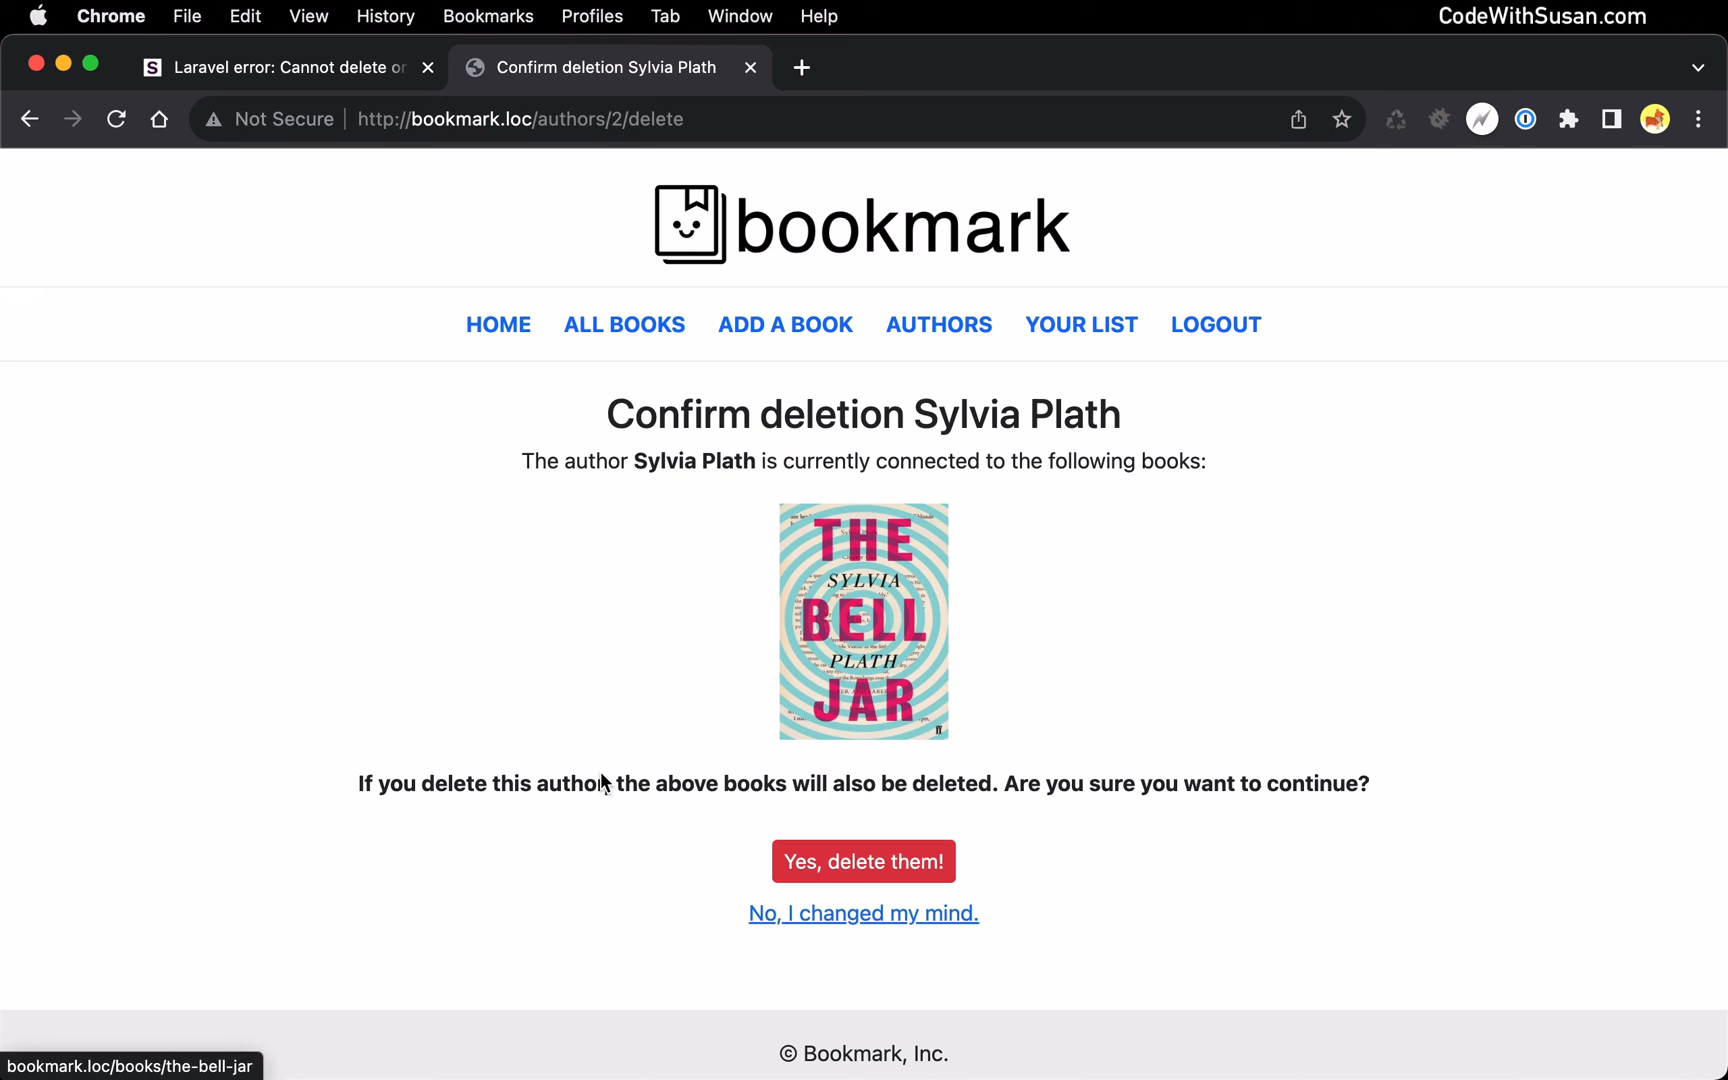 Chrome File Edit View History Bookmarks Profiles Tab Window Help CodeWithSusan.com
S Laravel error: Cannot delete or Confirm deletion Sylvia Plath
Not Secure http://bookmark.loc/authors/2/delete
bookmark
HOME ALL BOOKS ADD A BOOK AUTHORS YOUR LIST LOGOUT
Confirm deletion Sylvia Plath
The author Sylvia Plath is currently connected to the following books:
THE
SYLVIA
BELL
PLATH
JAR
ff
If you delete this author the above books will also be deleted. Are you sure you want to continue?
Yes, delete them!
No, I changed my mind.
© Bookmark, Inc.
bookmark.loc/books/the-bell-jar